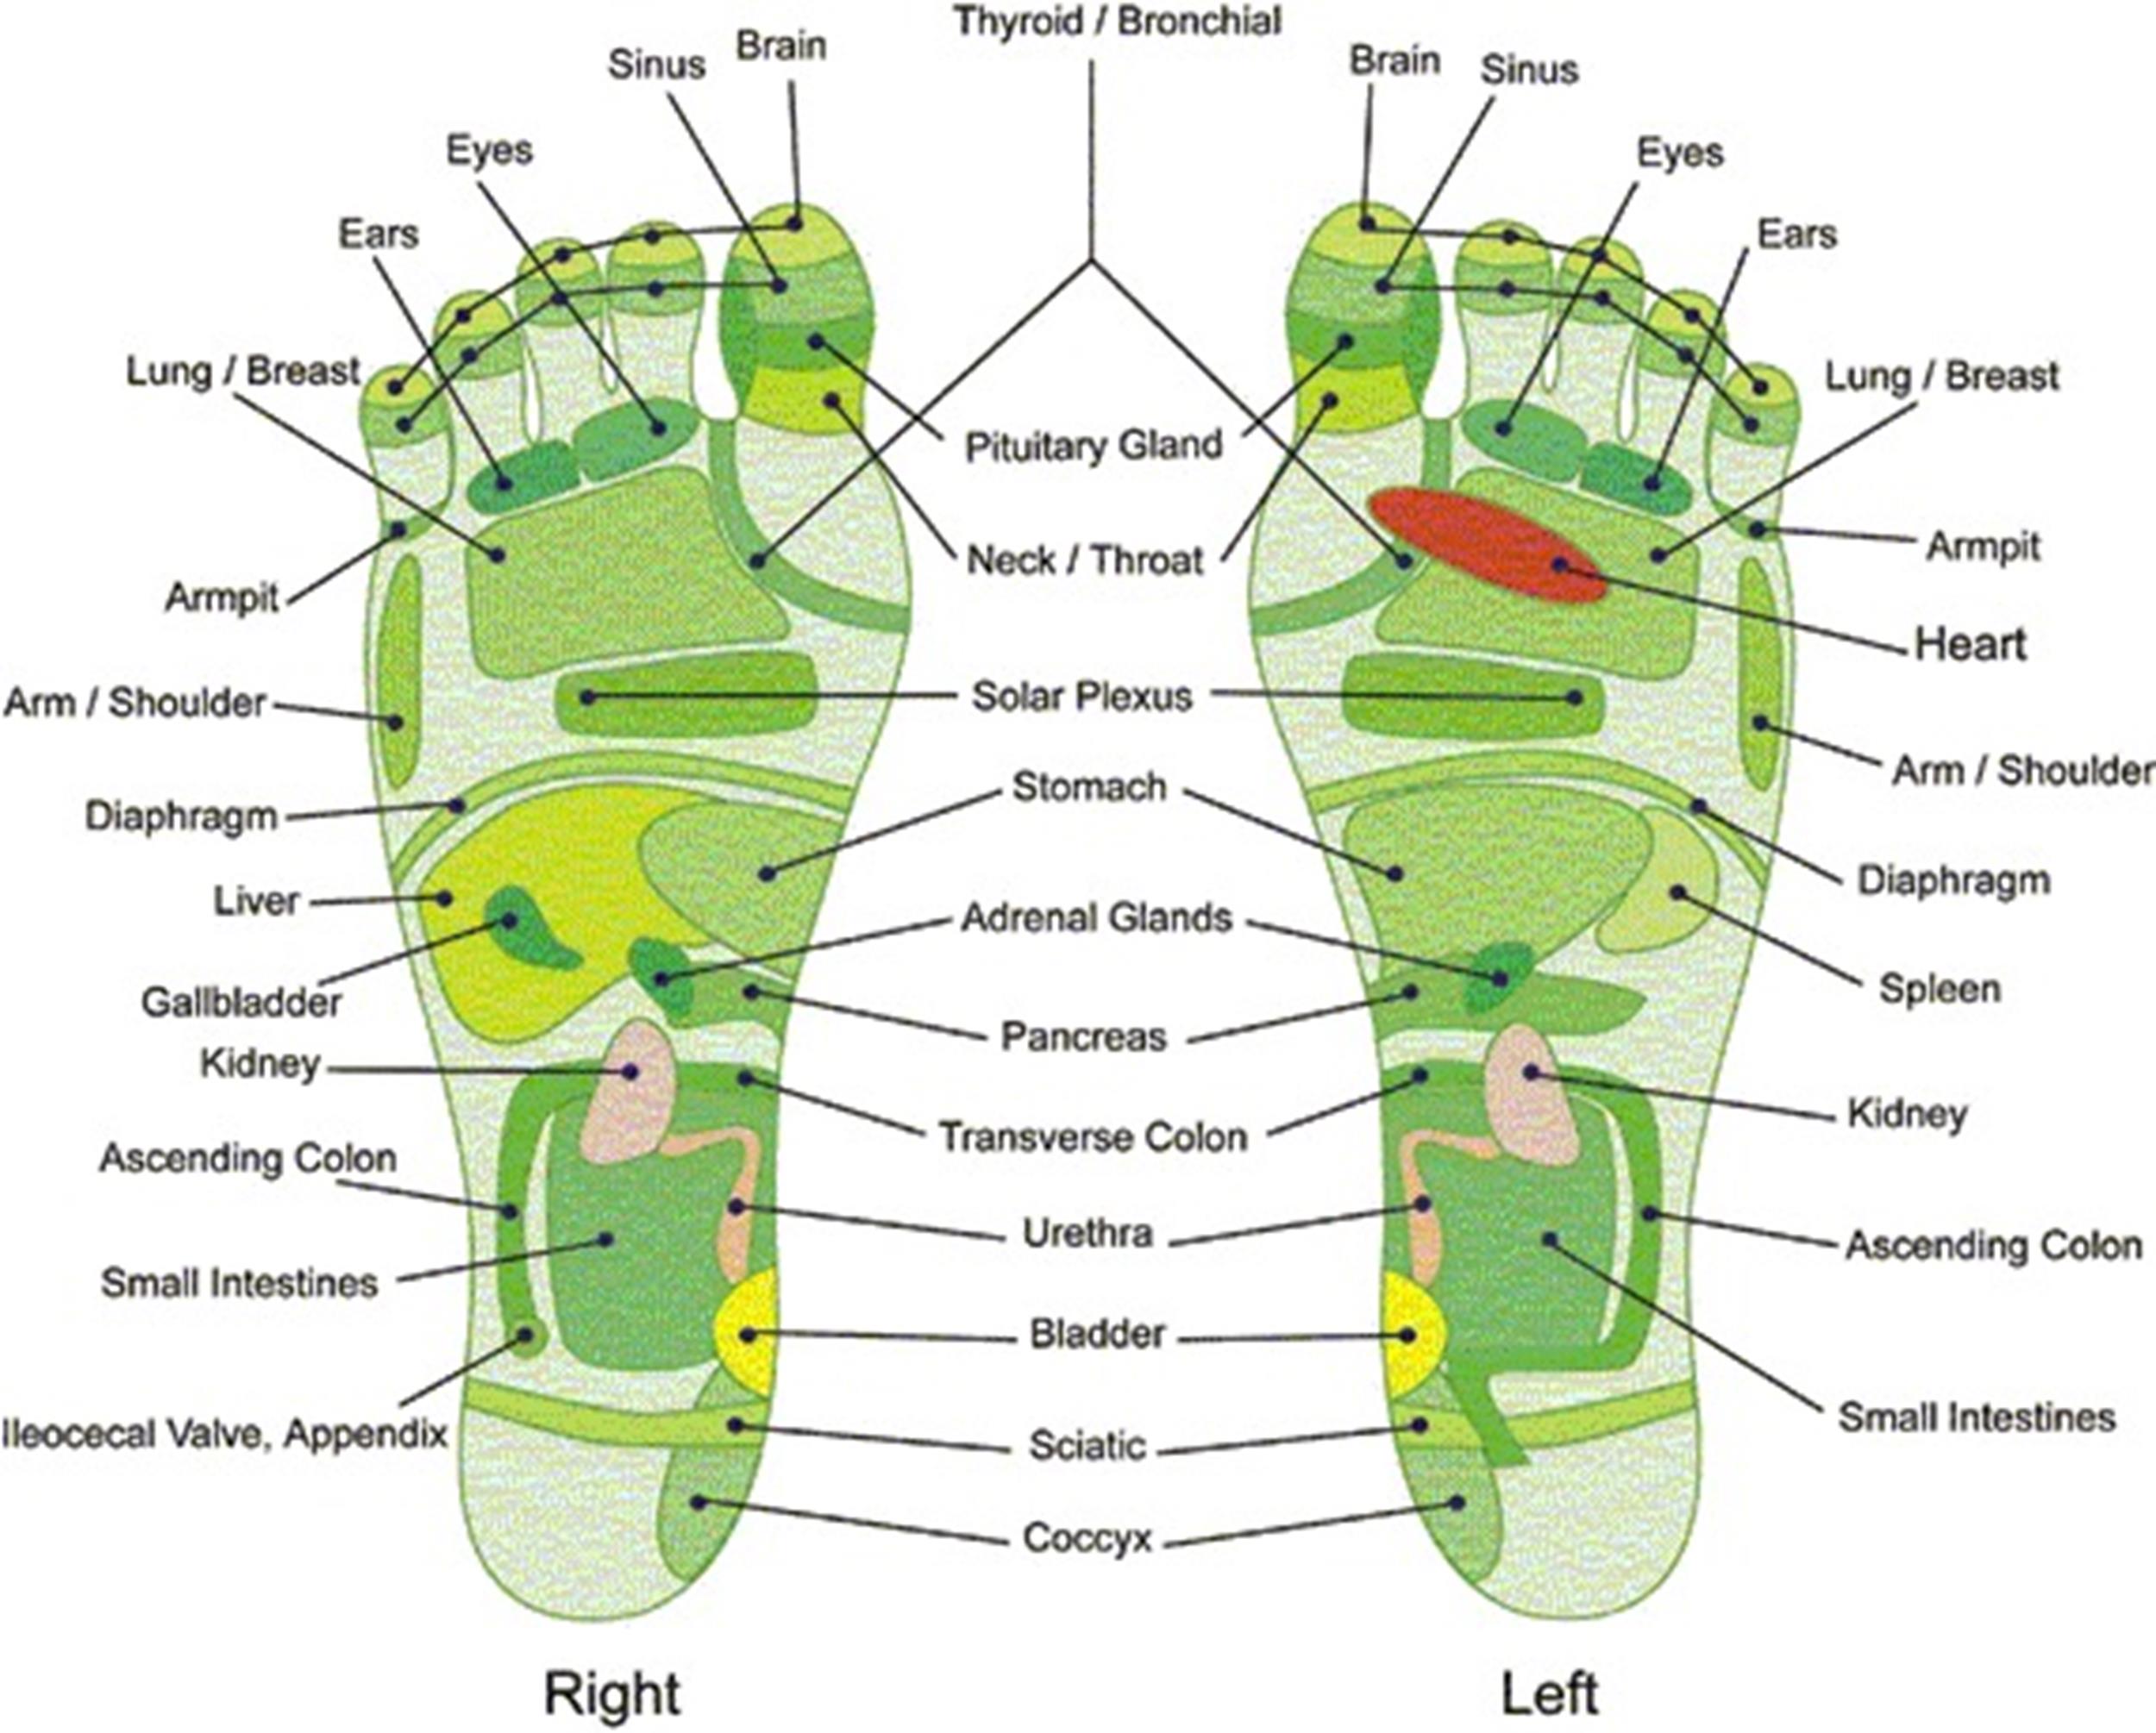 Thyroid / Bronchial
Sinus
Brain
Brain
Sinus
Eyes
Eyes
Ears
Ears
Lung / Breast
Lung / Breast
Pituitary Gland
Armpit
Neck / Throat
Armpit
Heart
Arm / Shoulder
Solar Plexus
Arm / Shoulder
Diaphragm
Stomach
Diaphragm
Liver
Adrenal Glands
Gallbladder
Spleen
Kidney
Pancreas
Kidney
Ascending Colon
Transverse Colon
Ascending Colon
Small Intestines
Urethra
Bladder
Ileocecal Valve, Appendix
Sciatic
Small Intestines
Coccyx
Right
Left